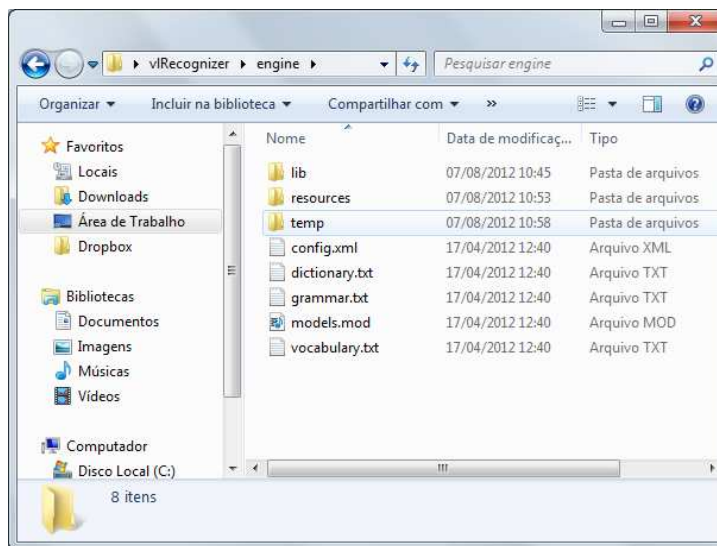 vlRecognizer engine Pesquisar engine
Organizar Incluir na biblioteca Compartilhar com »
Favoritos
Locais
Downloads
Área de Trabalho
Dropbox
Bibliotecas
Documentos
Imagens
Músicas
Vídeos
Computador
Disco Local (C:)
Nome Data de modificaç... Tipo
lib 07/08/2012 10:45 Pasta de arquivos
resources 07/08/2012 10:53 Pasta de arquivos
temp 07/08/2012 10:58 Pasta de arquivos
config.xml 17/04/2012 12:40 Arquivo XML
dictionary.txt 17/04/2012 12:40 Arquivo TXT
grammar.txt 17/04/2012 12:40 Arquivo TXT
models.mod 17/04/2012 12:40 Arquivo MOD
vocabulary.txt 17/04/2012 12:40 Arquivo TXT
8 itens